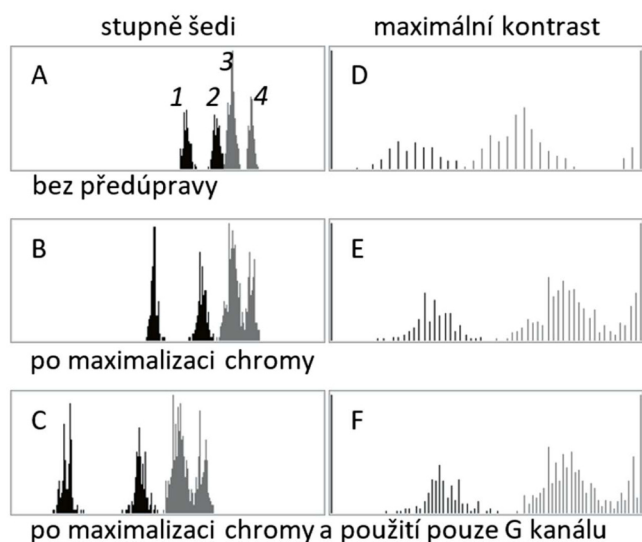 stupně šedi
maximální kontrast
A
1
2
3
4
D
bez předúpravy
B
E
po maximalizaci chromy
C
F
po maximalizaci chromy a použití pouze G kanálu